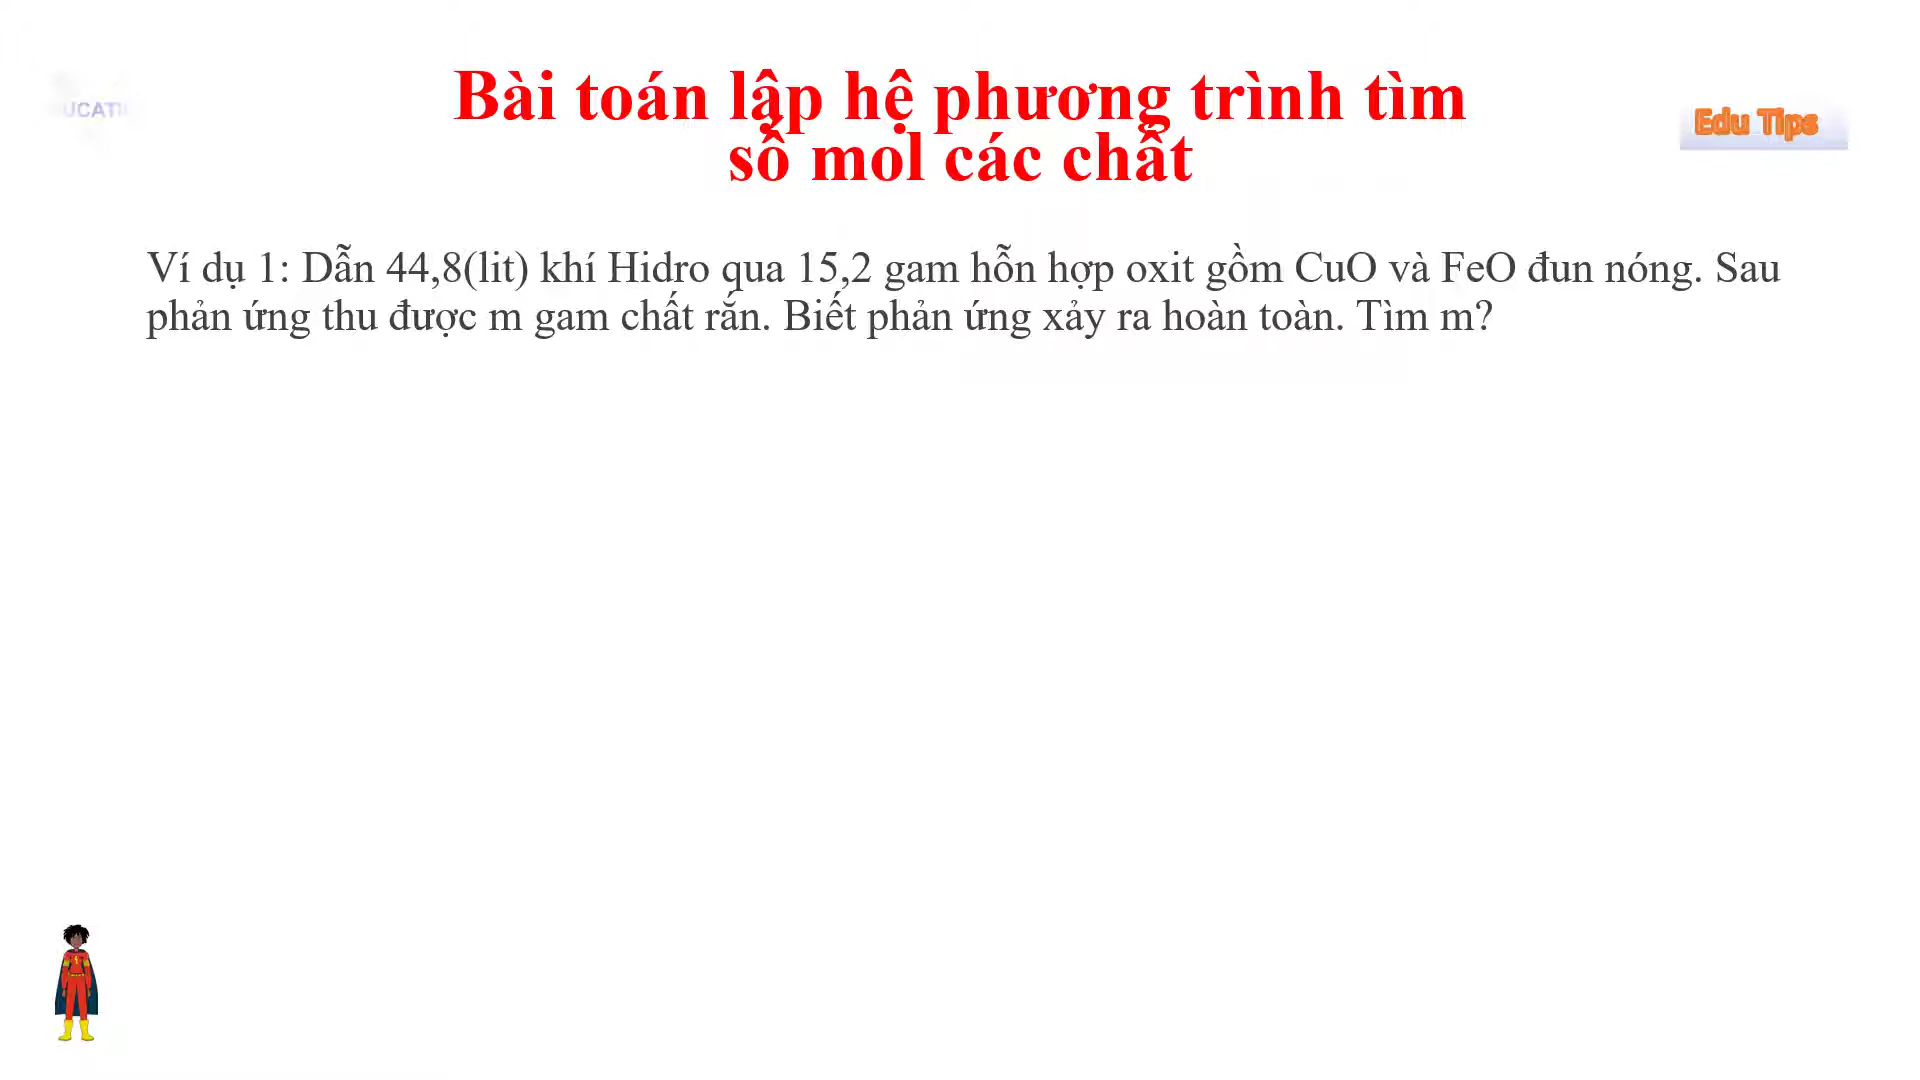 Bài toán lập hệ phương trình tìm
số mol các chất
Edu Tips
Ví dụ 1: Dẫn 44,8(lit) khí Hidro qua 15,2 gam hỗn hợp oxit gồm CuO và FeO đun nóng. Sau
phản ứng thu được m gam chất rắn. Biết phản ứng xảy ra hoàn toàn. Tìm m?